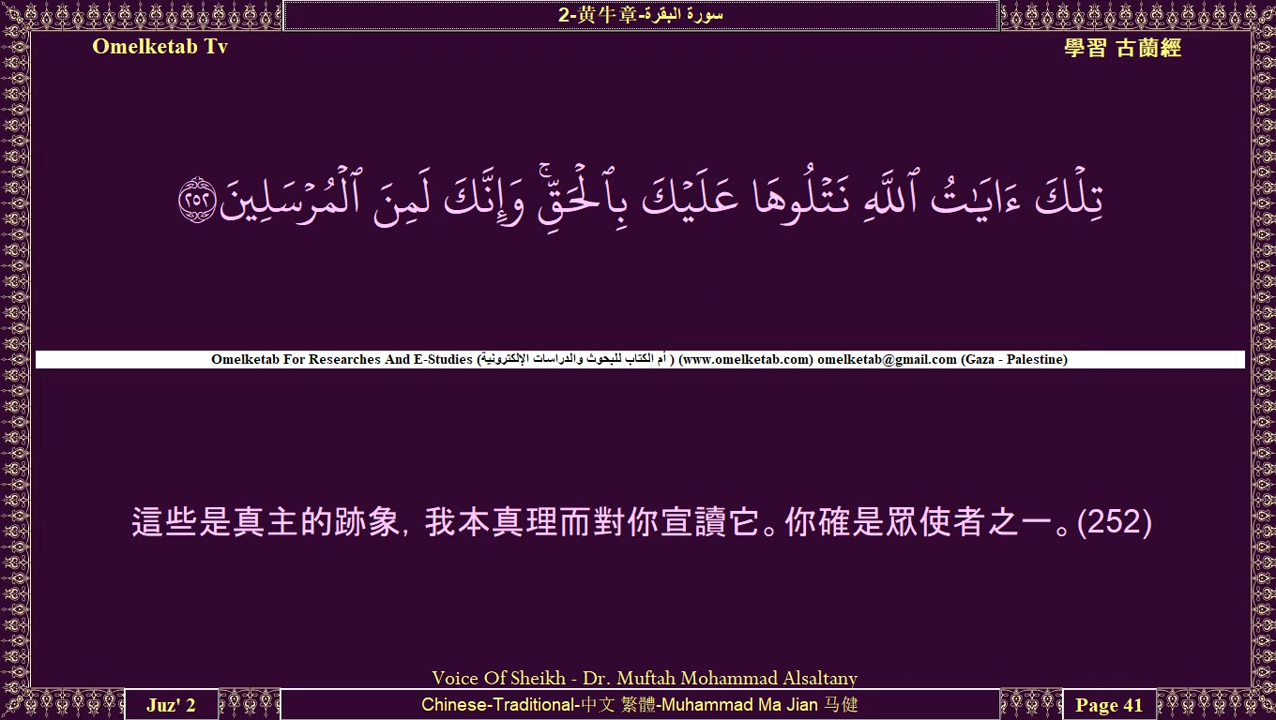 2-黃牛章-سورة البقرة
Omelketab Tv
學習 古蘭經
تِلۡكَ ءَايَٰتُ ٱللَّهِ نَتۡلُوهَا عَلَيۡكَ بِٱلۡحَقِّۚ وَإِنَّكَ لَمِنَ ٱلۡمُرۡسَلِينَ ٢٥٢
Omelketab For Researches And E-Studies (أم الكتاب للبحوث والدراسات الإلكترونية ) (www.omelketab.com) omelketab@gmail.com (Gaza - Palestine)
這些是真主的跡象，我本真理而對你宣讀它。你確是眾使者之一。(252)
Voice Of Sheikh - Dr. Muftah Mohammad Alsaltany
Juz' 2
Chinese-Traditional-中文 繁體-Muhammad Ma Jian 马健
Page 41